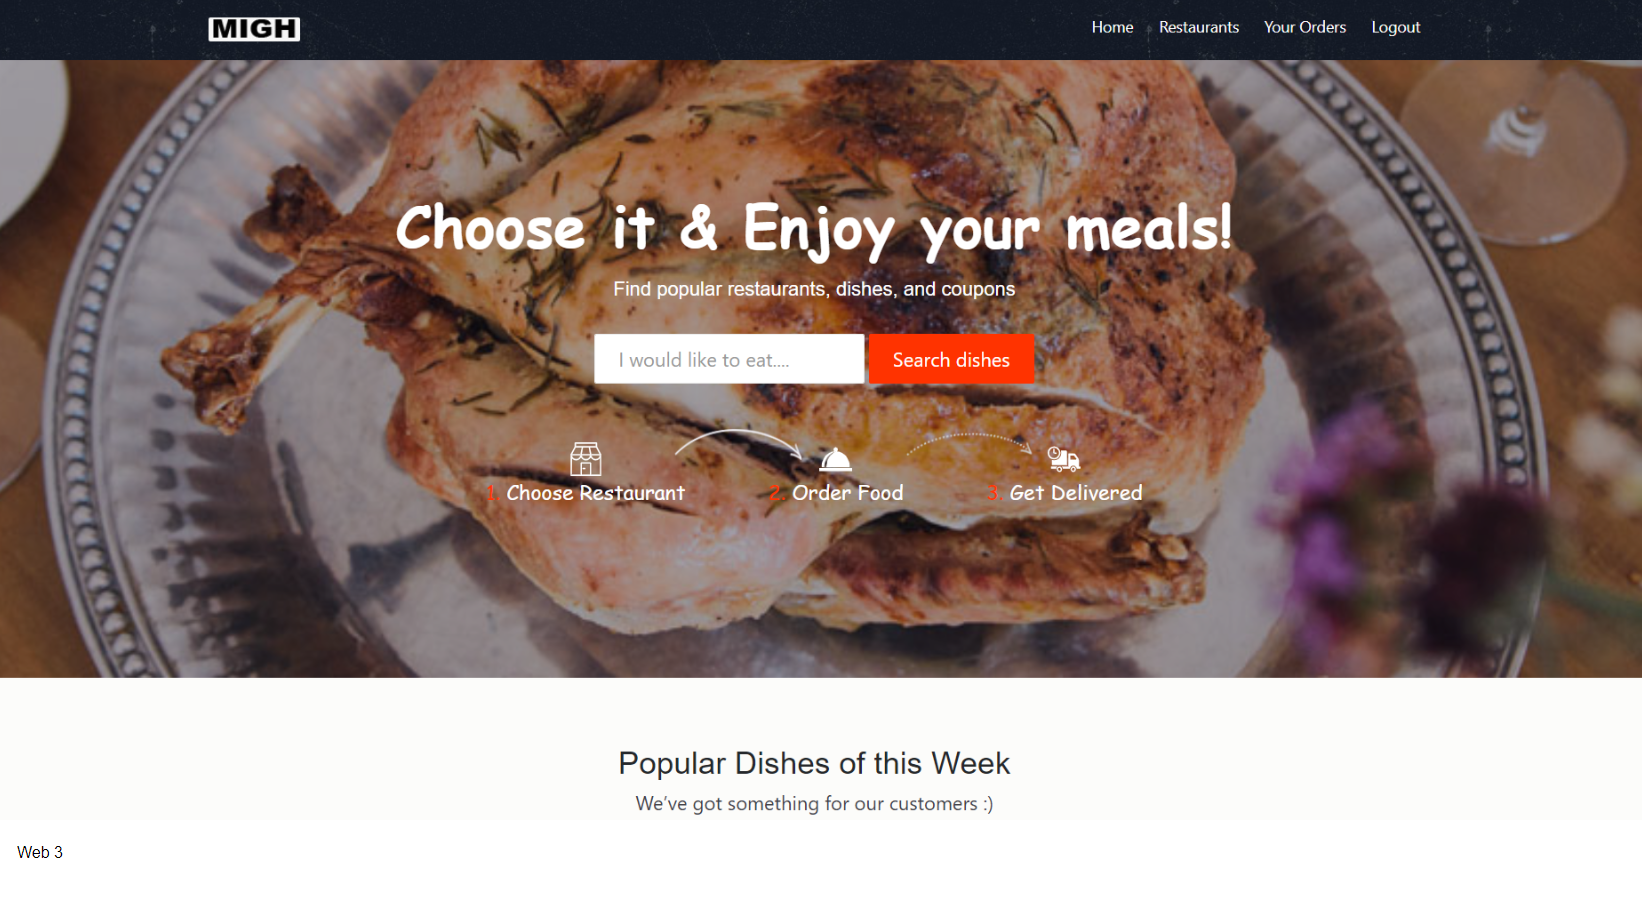 MIGH
Home Restaurants Your Orders Logout
Choose it & Enjoy your meals!
Find popular restaurants, dishes, and coupons
I would like to eat.... Search dishes
1. Choose Restaurant 2. Order Food 3. Get Delivered
Popular Dishes of this Week
We've got something for our customers :)
Web 3